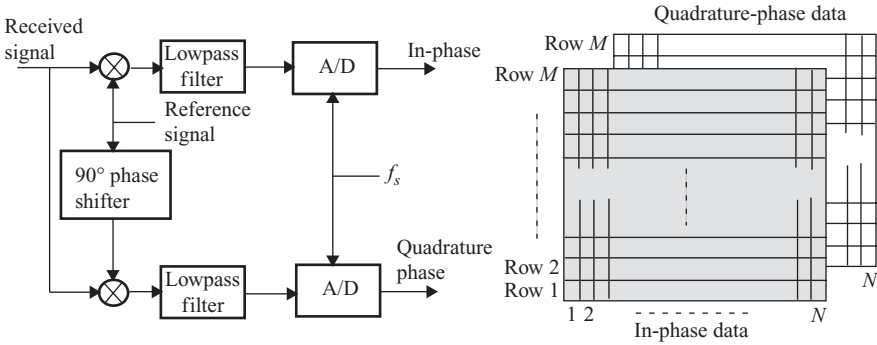 Received
signal
Lowpass
filter
A/D
In-phase
Reference
signal
90° phase
shifter
fs
Lowpass
filter
A/D
Quadrature
phase
Quadrature-phase data
Row M
Row M
Row 2
Row 1
1 2
N
N
In-phase data